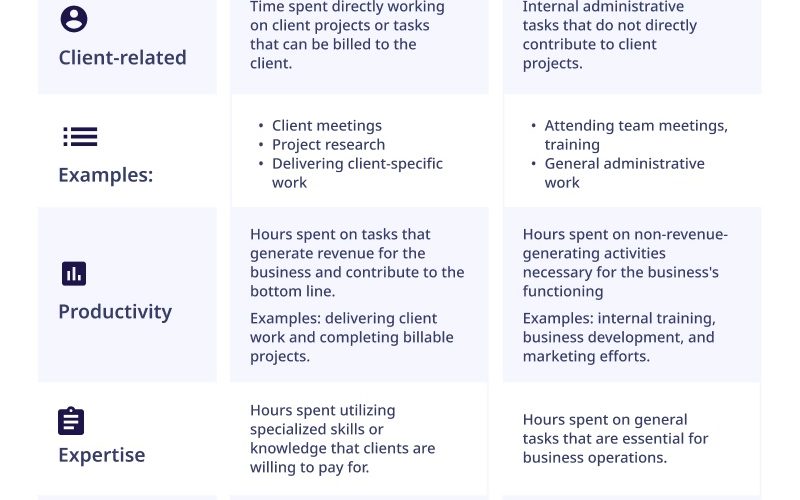 Client-related
Time spent directly working
on client projects or tasks
that can be billed to the
client.
Internal administrative
tasks that do not directly
contribute to client
projects.
Examples:
• Client meetings
• Project research
• Delivering client-specific
work
• Attending team meetings,
training
• General administrative
work
Productivity
Hours spent on tasks that
generate revenue for the
business and contribute to the
bottom line.
Examples: delivering client
work and completing billable
projects.
Hours spent on non-revenue-
generating activities
necessary for the business's
functioning
Examples: internal training,
business development, and
marketing efforts.
Expertise
Hours spent utilizing
specialized skills or
knowledge that clients are
willing to pay for.
Hours spent on general
tasks that are essential for
business operations.